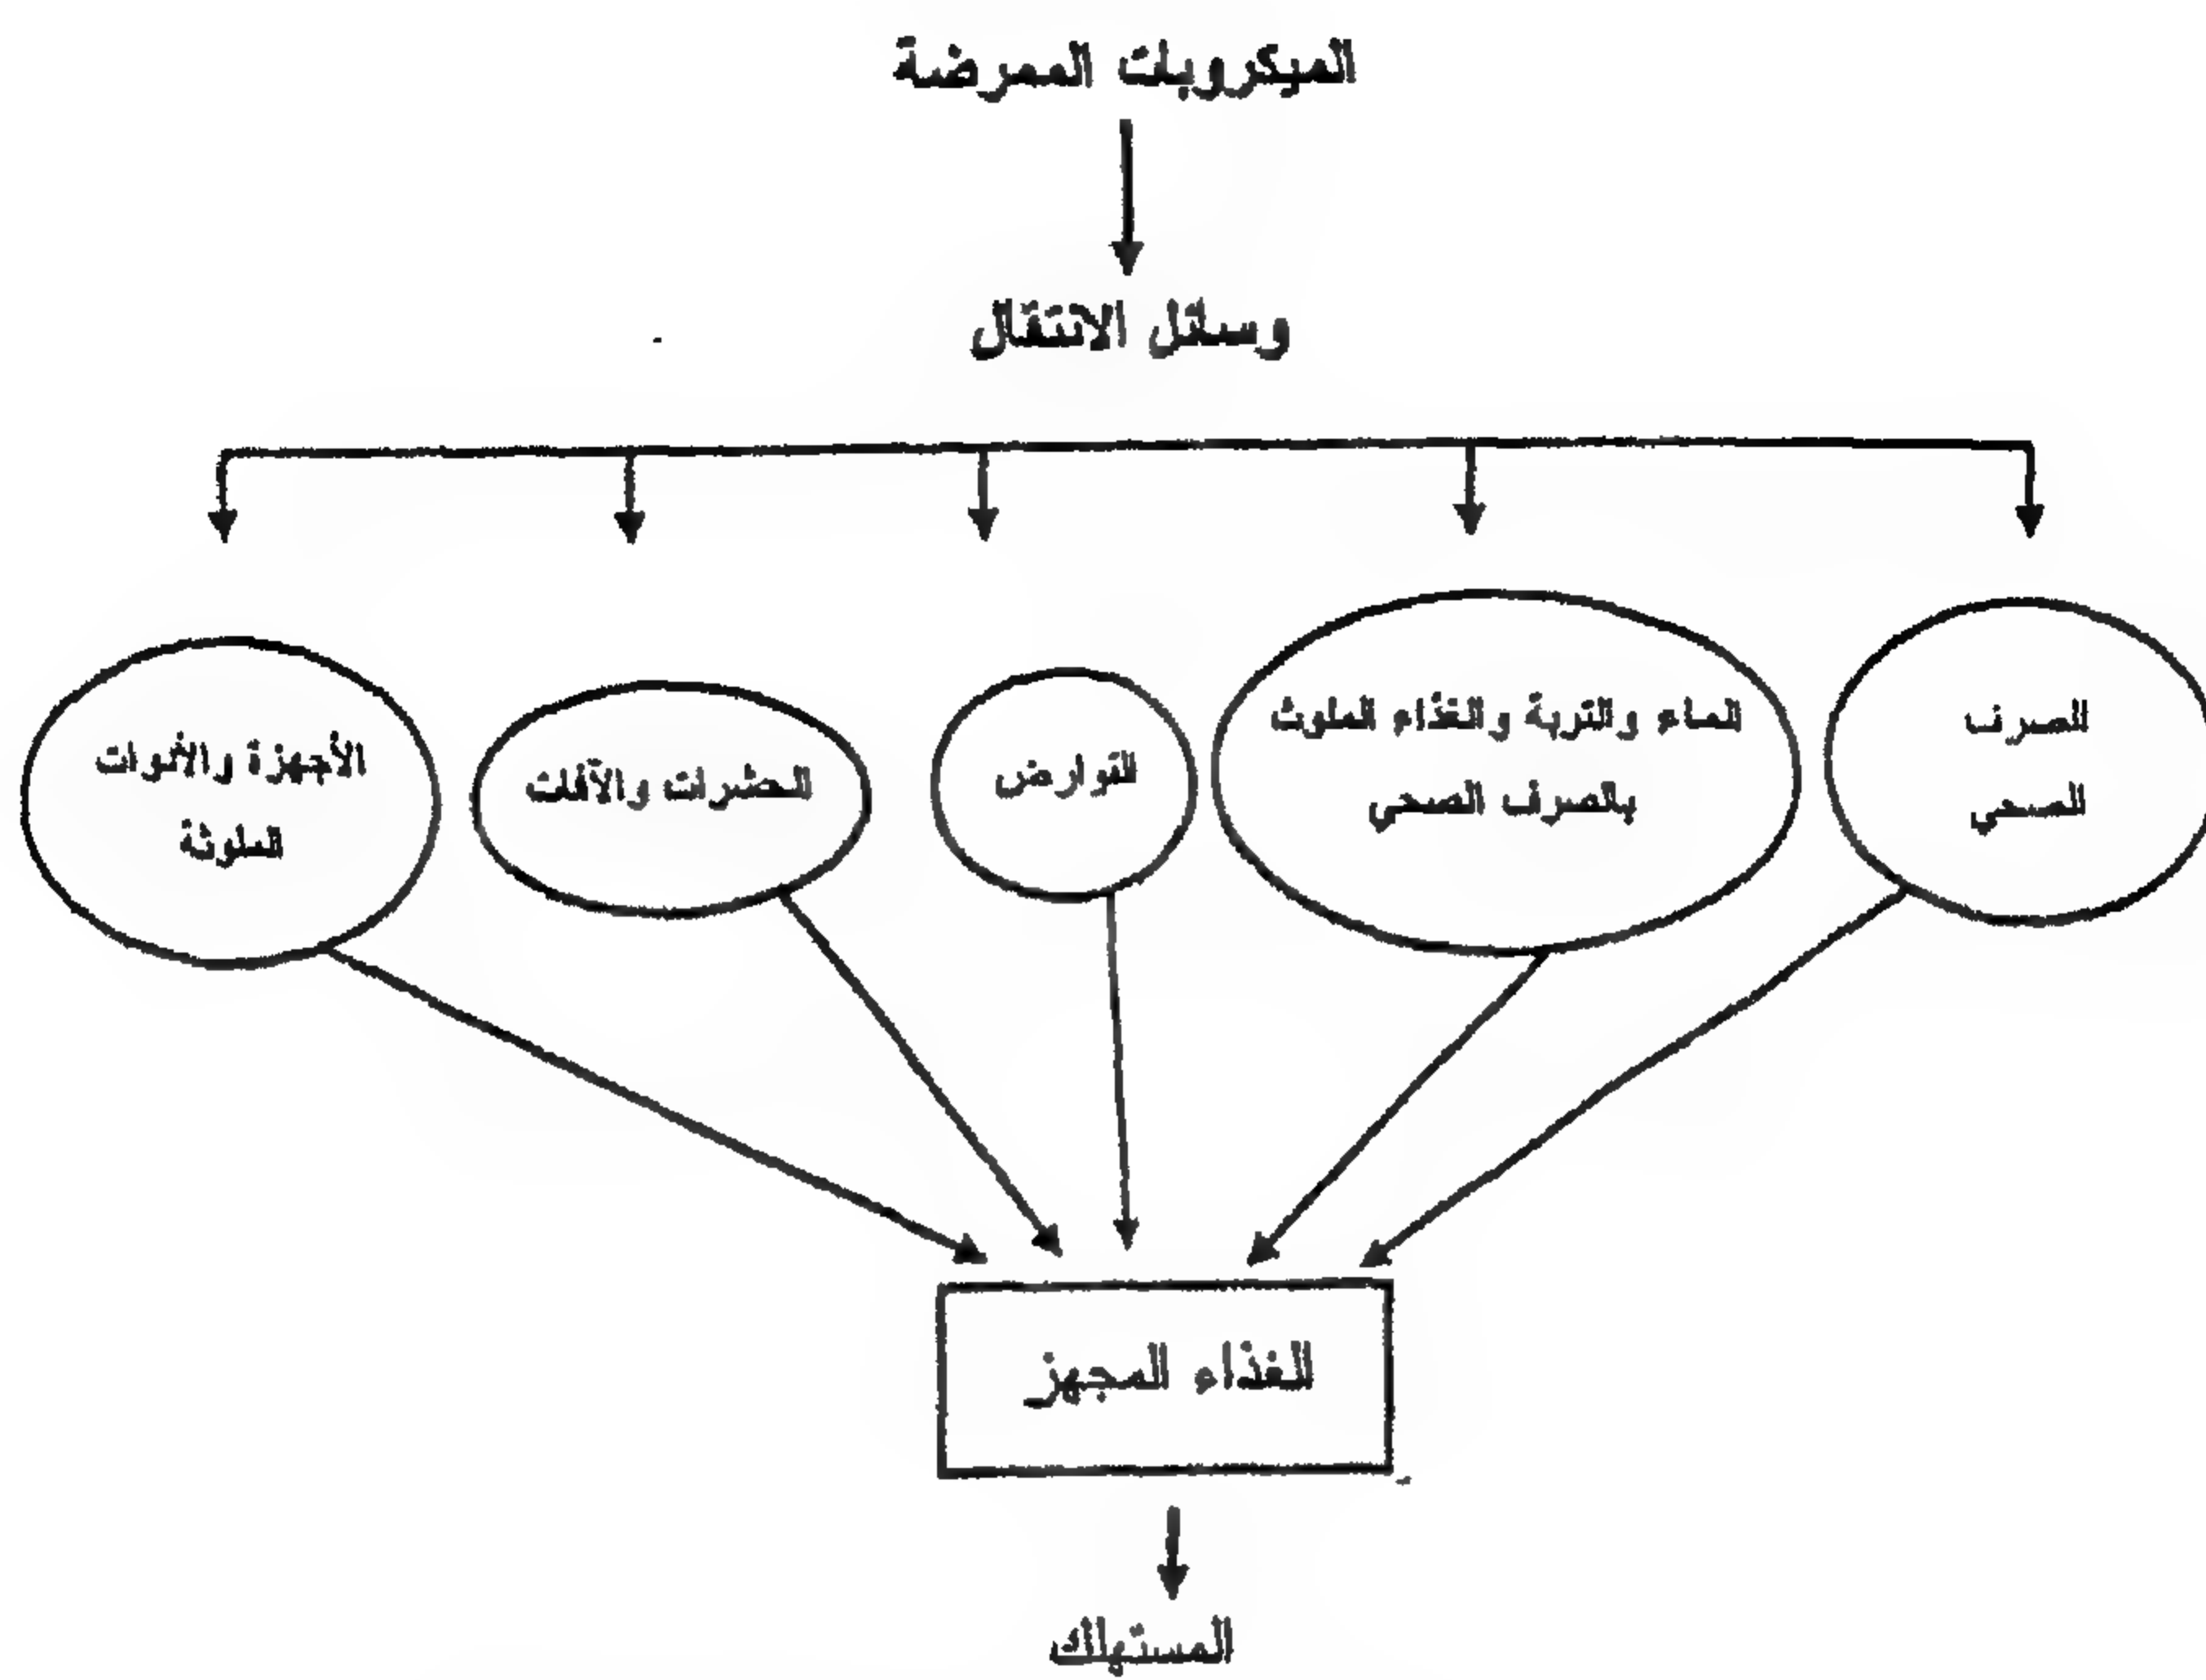 الميكروبات الممرضة
وسائل الانتقال
الصرف
الصحي
الماء والتربة والغذاء الملوث
بالصرف الصحي
القوارض
الحشرات والآفات
الأجهزة والأدوات
الملوثة
الغذاء المجهز
المستهلك